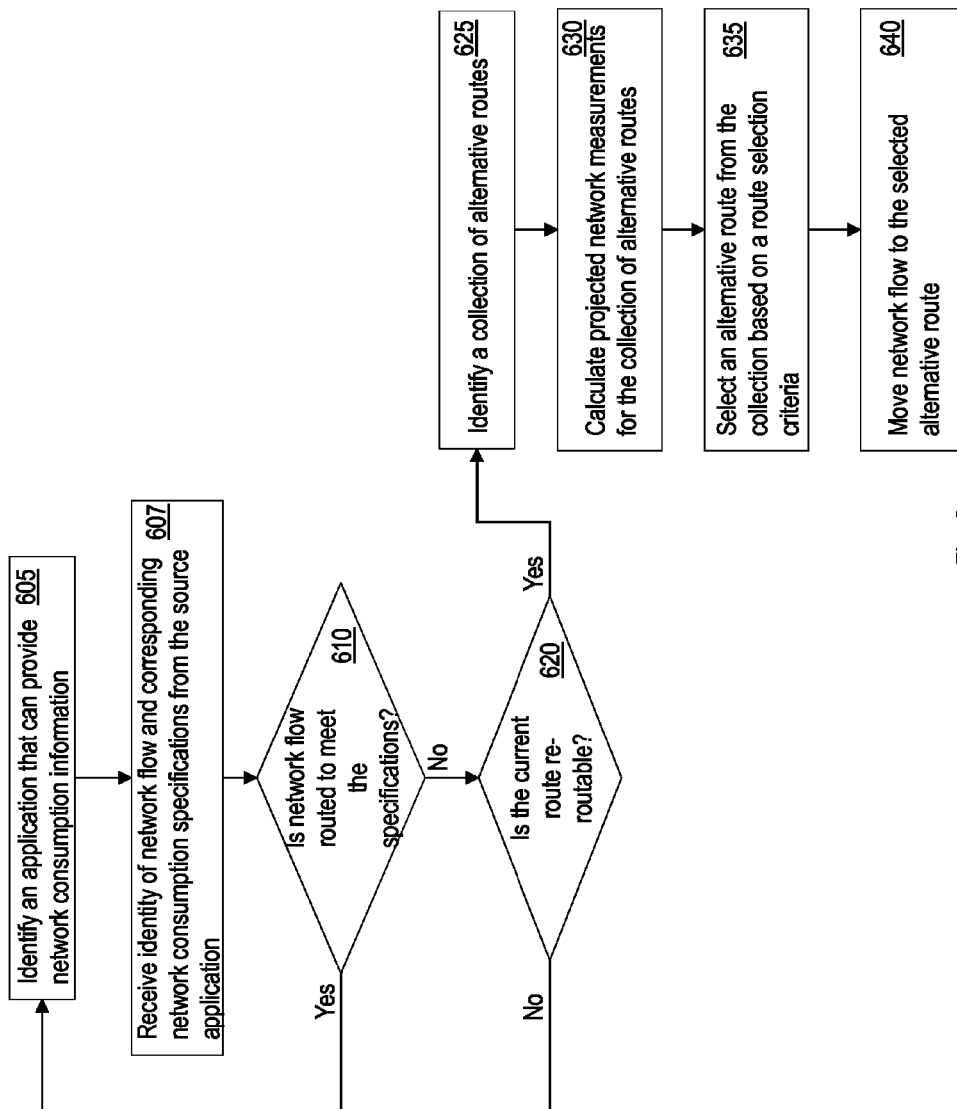 Identify an application that can provide 605
network consumption information
607
Receive identity of network flow and corresponding
network consumption specifications from the source
application
610
Is network flow
routed to meet
the
specifications?
Yes
No
620
Is the current
route re-
routable?
No
Yes
625
Identify a collection of alternative routes
630
Calculate projected network measurements
for the collection of alternative routes
635
Select an alternative route from the
collection based on a route selection
criteria
640
Move network flow to the selected
alternative route